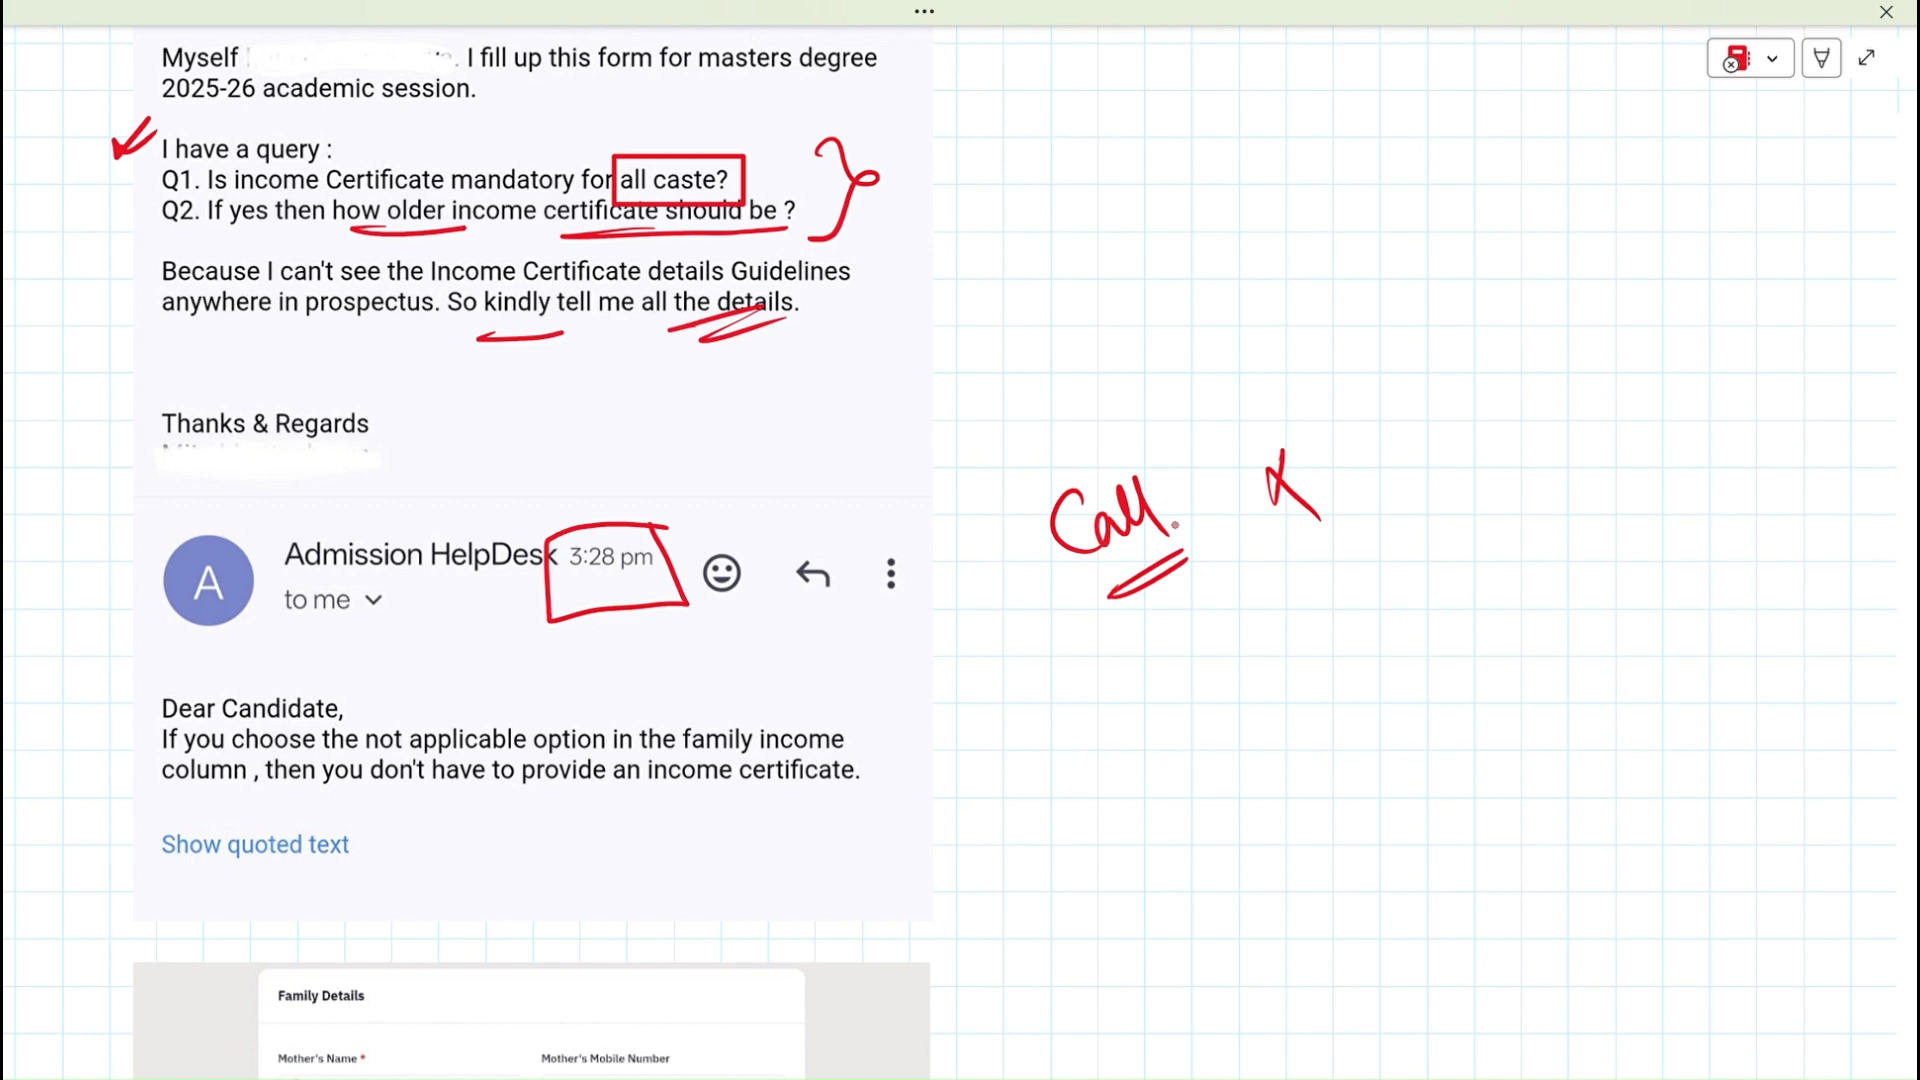 Myself . I fill up this form for masters degree
2025-26 academic session.
I have a query :
Q1. Is income Certificate mandatory for all caste?
Q2. If yes then how older income certificate should be ?
Because I can't see the Income Certificate details Guidelines
anywhere in prospectus. So kindly tell me all the details.
Thanks & Regards
Call.
A
Admission HelpDesk 3:28 pm
to me
Dear Candidate,
If you choose the not applicable option in the family income
column , then you don't have to provide an income certificate.
Show quoted text
Family Details
Mother's Name *
Mother's Mobile Number